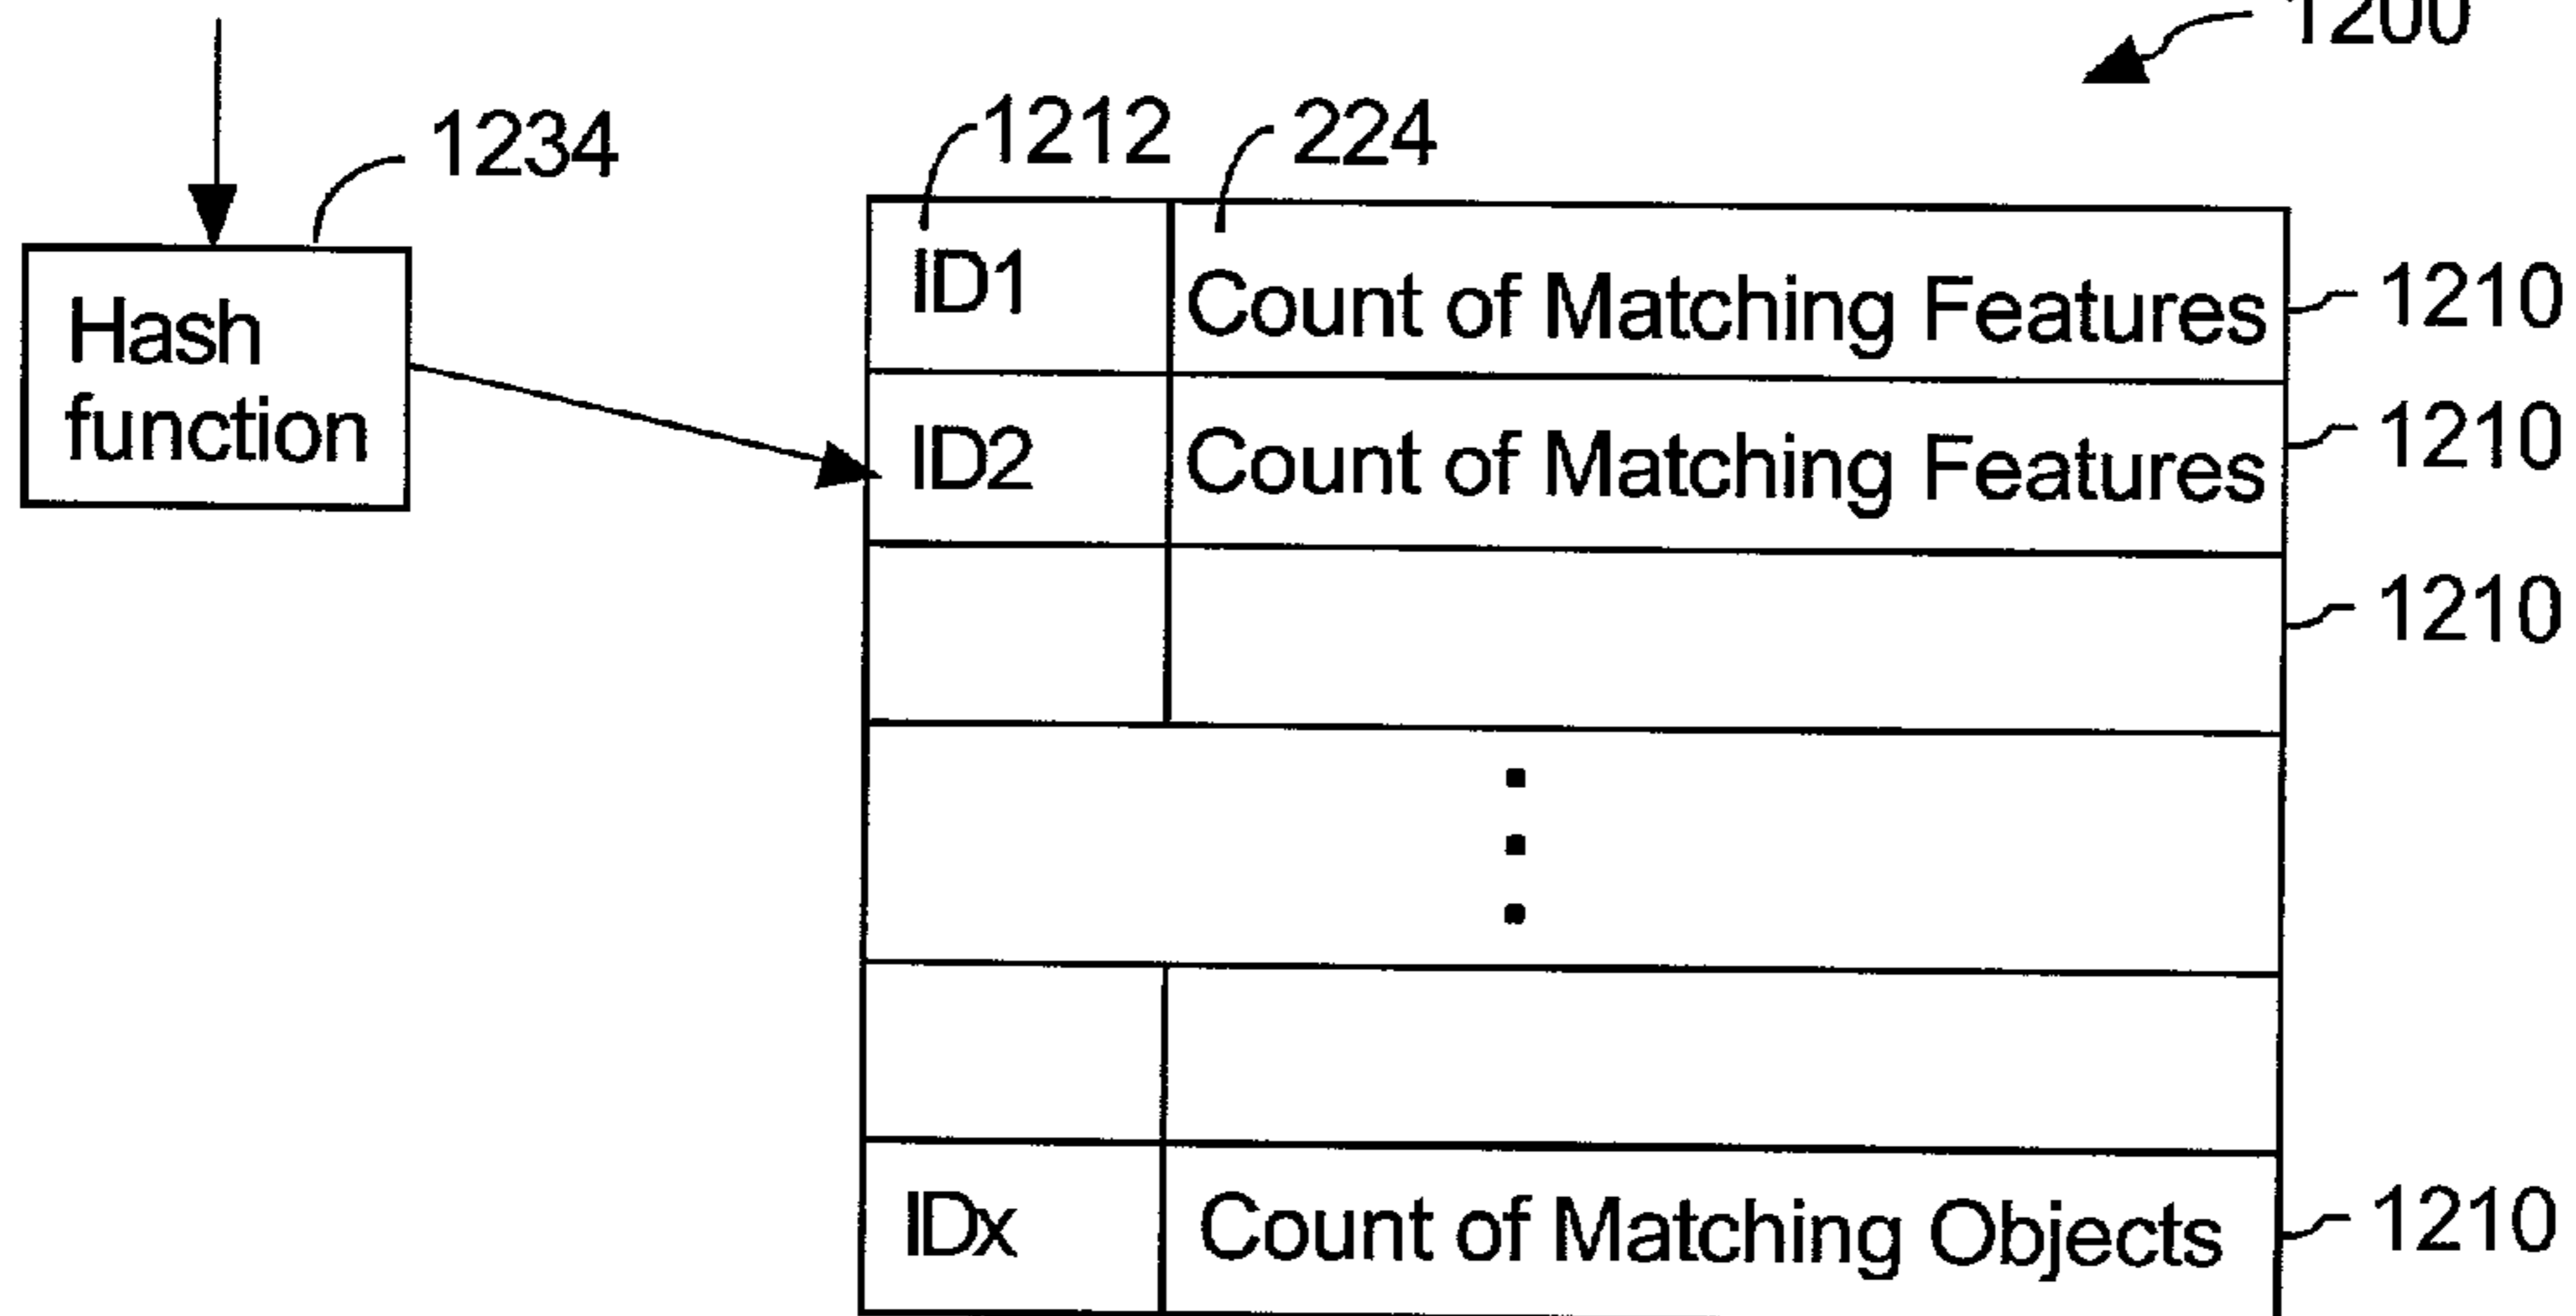 1200
1212
224
1234
ID1
Count of Matching Features
1210
Hash
function
ID2
Count of Matching Features
1210
1210
IDx
Count of Matching Objects
1210